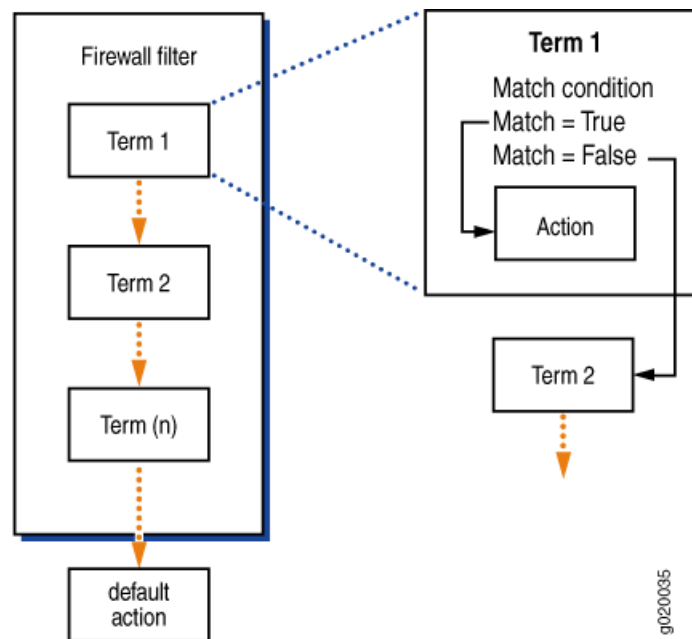 Firewall filter
Term 1
Term 2
Term (n)
default
action
Term 1
Match condition
Match = True
Match = False
Action
Term 2
g020035